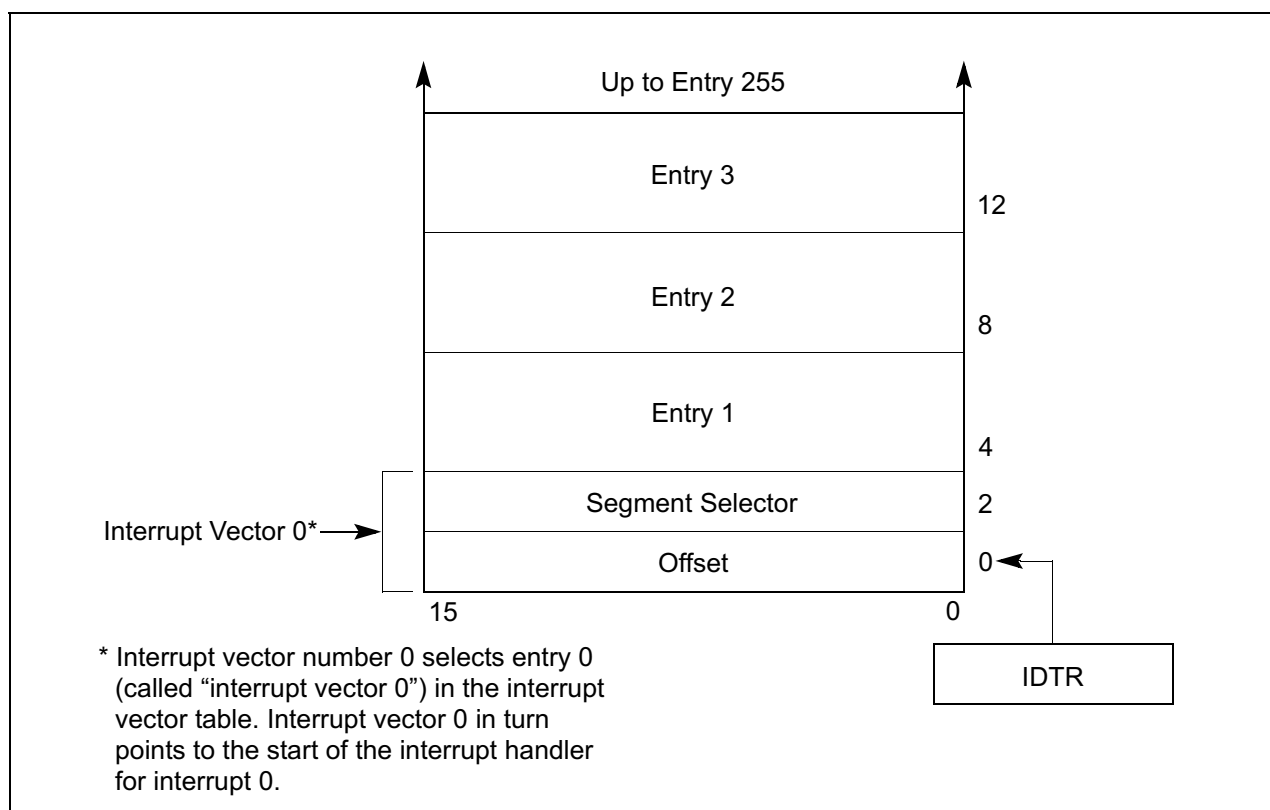 Up to Entry 255
Entry 3
12
Entry 2
8
Entry 1
4
Segment Selector
2
Interrupt Vector 0*
Offset
0
15
0
* Interrupt vector number 0 selects entry 0
(called “interrupt vector 0”) in the interrupt
vector table. Interrupt vector 0 in turn
points to the start of the interrupt handler
for interrupt 0.
IDTR